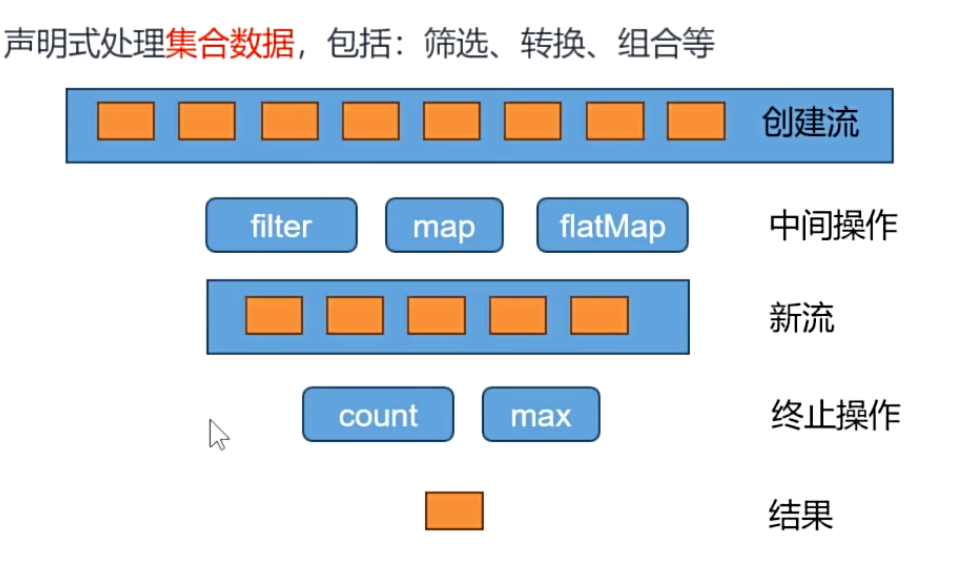 声明式处理集合数据，包括：筛选、转换、组合等
创建流
filter map flatMap 中间操作
新流
count max 终止操作
结果